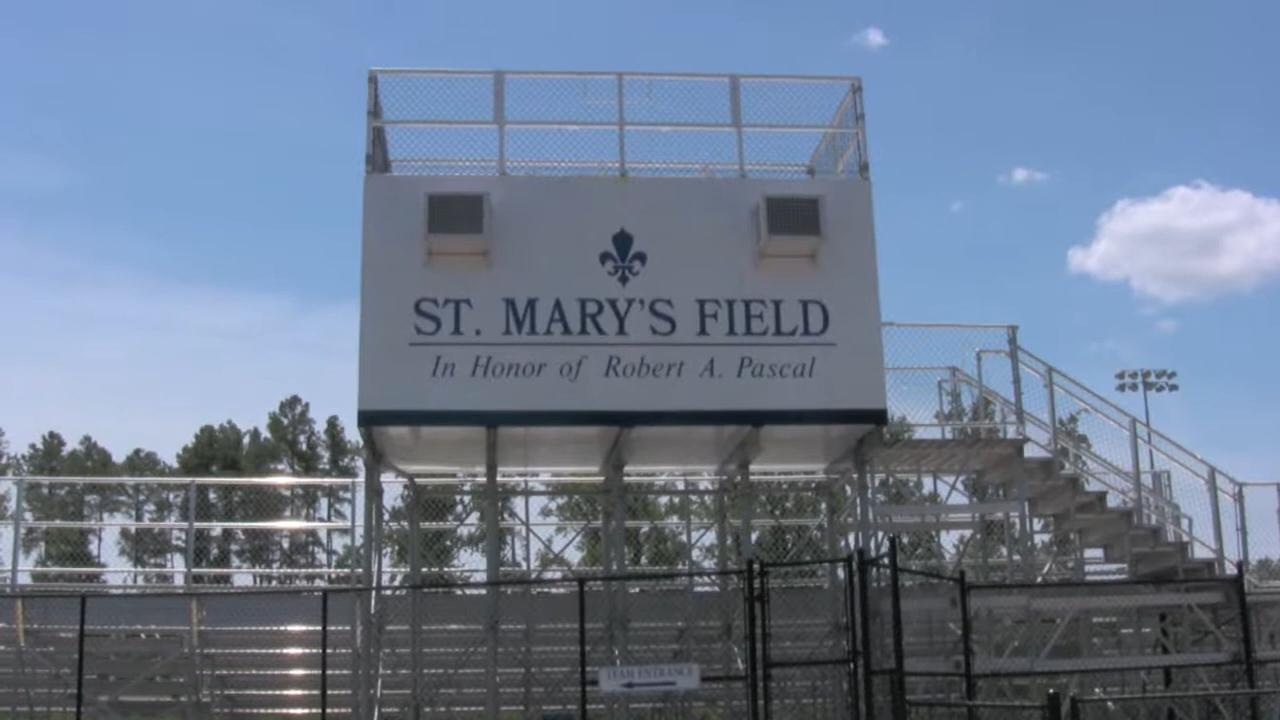 ST. MARY'S FIELD
In Honor of Robert A. Pascal
TEAM ENTRANCE